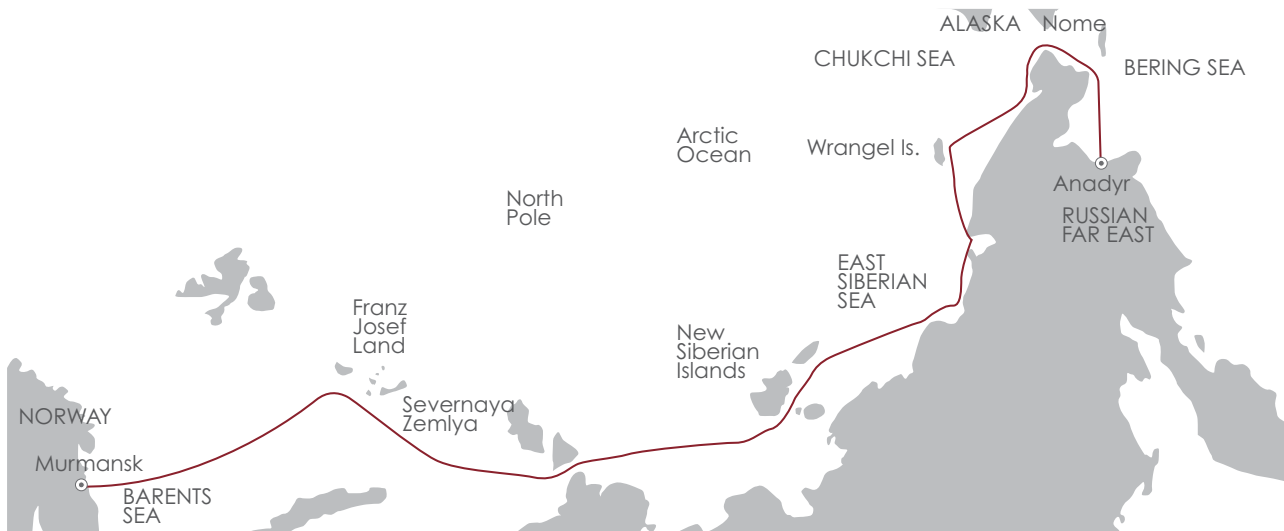 ALASKA
Nome
CHUKCHI SEA
BERING SEA
Arctic
Ocean
Wrangel Is.
Anadyr
North
Pole
RUSSIAN
FAR EAST
EAST
SIBERIAN
SEA
Franz
Josef
Land
New
Siberian
Islands
Severnaya
Zemlya
NORWAY
Murmansk
BARENTS
SEA